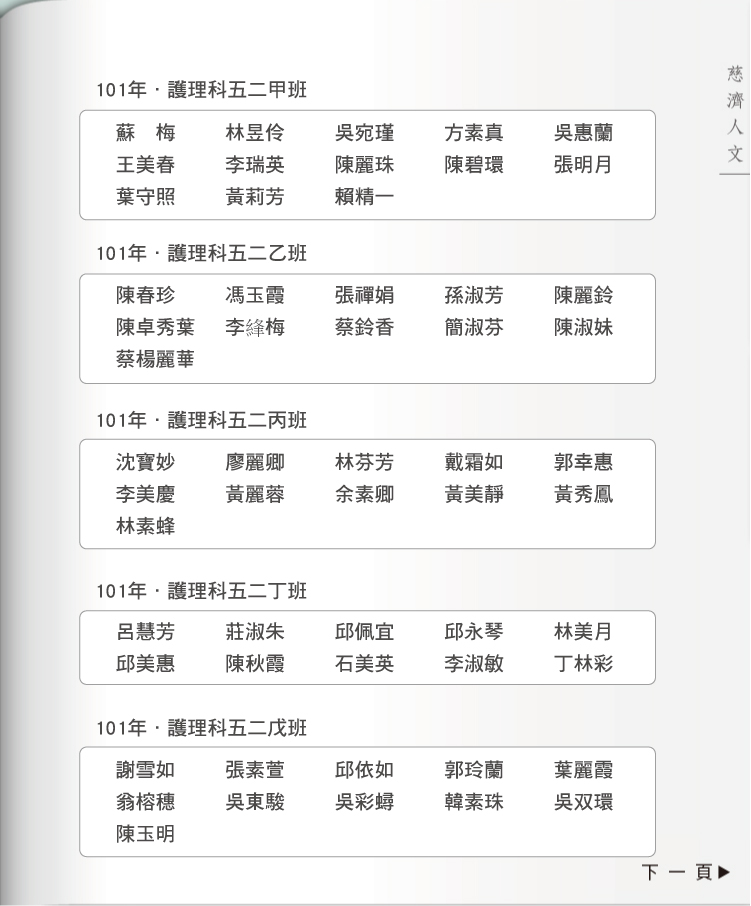 慈濟人文
101年．護理科五二甲班
蘇　梅 林昱伶 吳宛瑾 方素真 吳惠蘭
王美春 李瑞英 陳麗珠 陳碧環 張明月
葉守照 黃莉芳 賴精一
101年．護理科五二乙班
陳春珍 馮玉霞 張禪娟 孫淑芳 陳麗鈴
陳卓秀葉 李絳梅 蔡鈴香 簡淑芬 陳淑妹
蔡楊麗華
101年．護理科五二丙班
沈寶妙 廖麗卿 林芬芳 戴霜如 郭幸惠
李美慶 黃麗蓉 余素卿 黃美靜 黃秀鳳
林素蜂
101年．護理科五二丁班
呂慧芳 莊淑朱 邱佩宜 邱永琴 林美月
邱美惠 陳秋霞 石美英 李淑敏 丁林彩
101年．護理科五二戊班
謝雪如 張素萱 邱依如 郭玲蘭 葉麗霞
翁榕穗 吳東駿 吳彩蟳 韓素珠 吳双環
陳玉明
下一頁▶